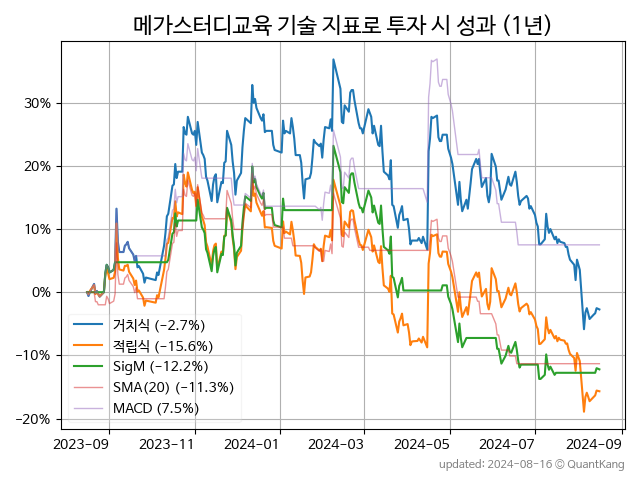 메가스터디교육 기술 지표로 투자 시 성과 (1년)
30%
20%
10%
0%
−10%
−20%
거치식 (−2.7%)
적립식 (−15.6%)
SigM (−12.2%)
SMA(20) (−11.3%)
MACD (7.5%)
2023-09
2023-11
2024-01
2024-03
2024-05
2024-07
2024-09
updated: 2024-08-16 ⓒ QuantKang